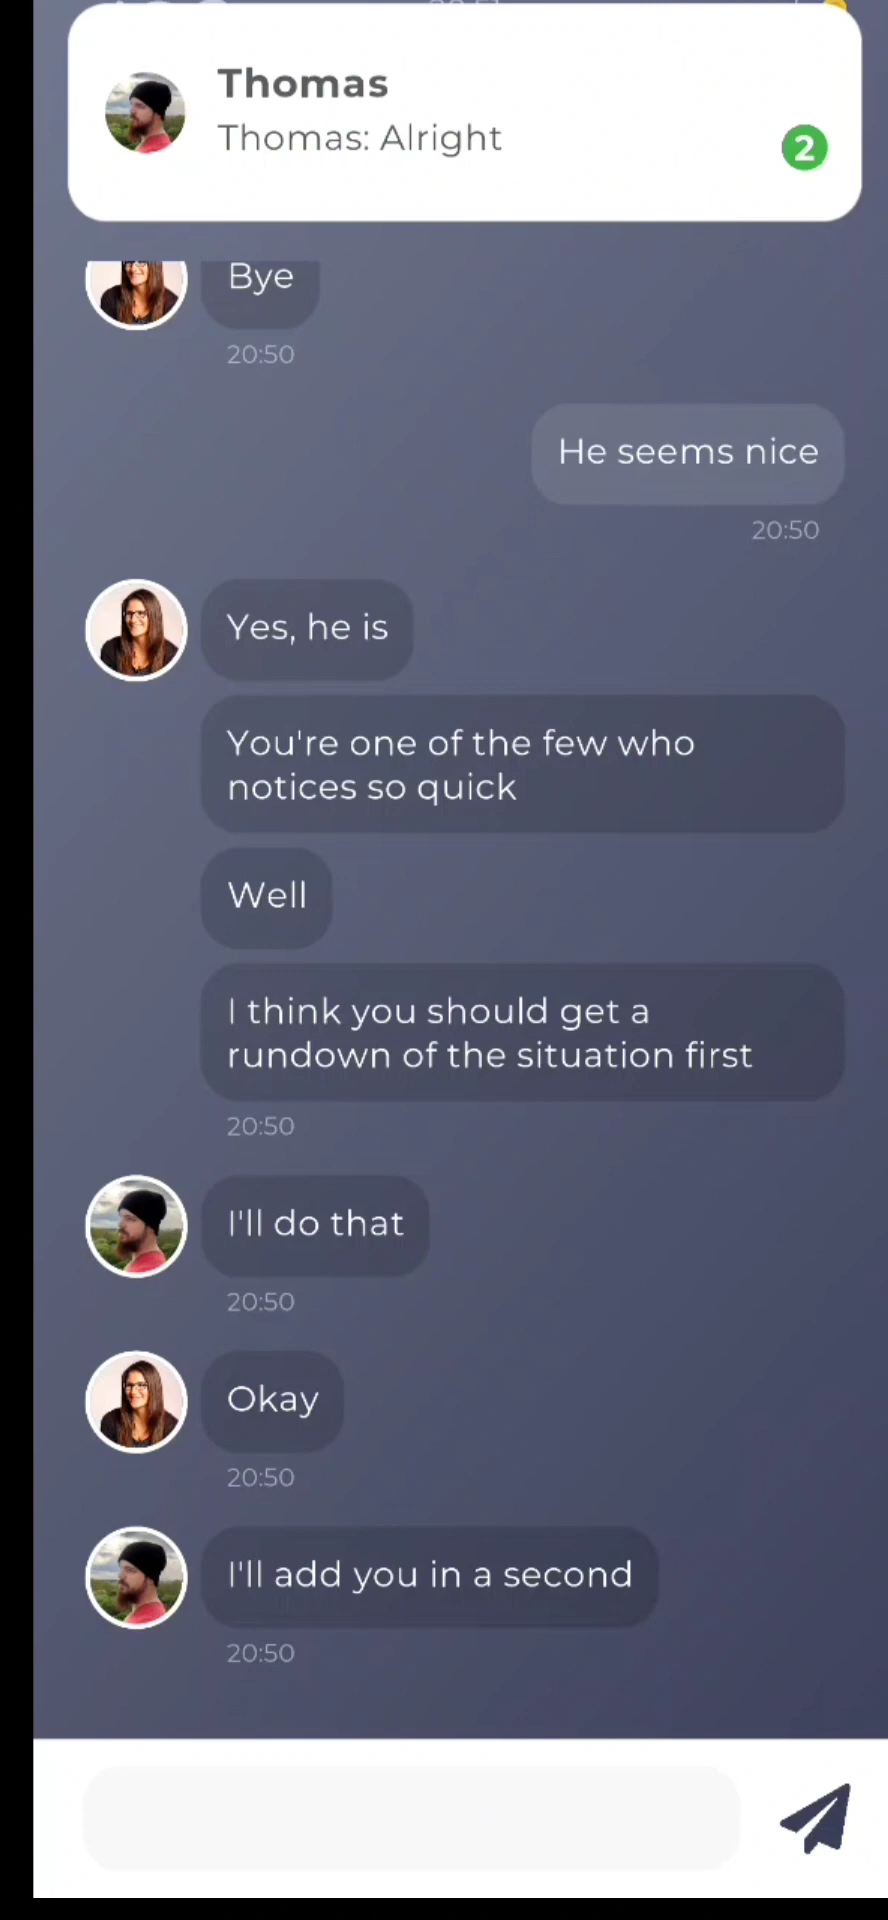 Thomas
Thomas: Alright
2
Bye
20:50
He seems nice
20:50
Yes, he is
You're one of the few who
notices so quick
Well
I think you should get a
rundown of the situation first
20:50
I'll do that
20:50
Okay
20:50
I'll add you in a second
20:50